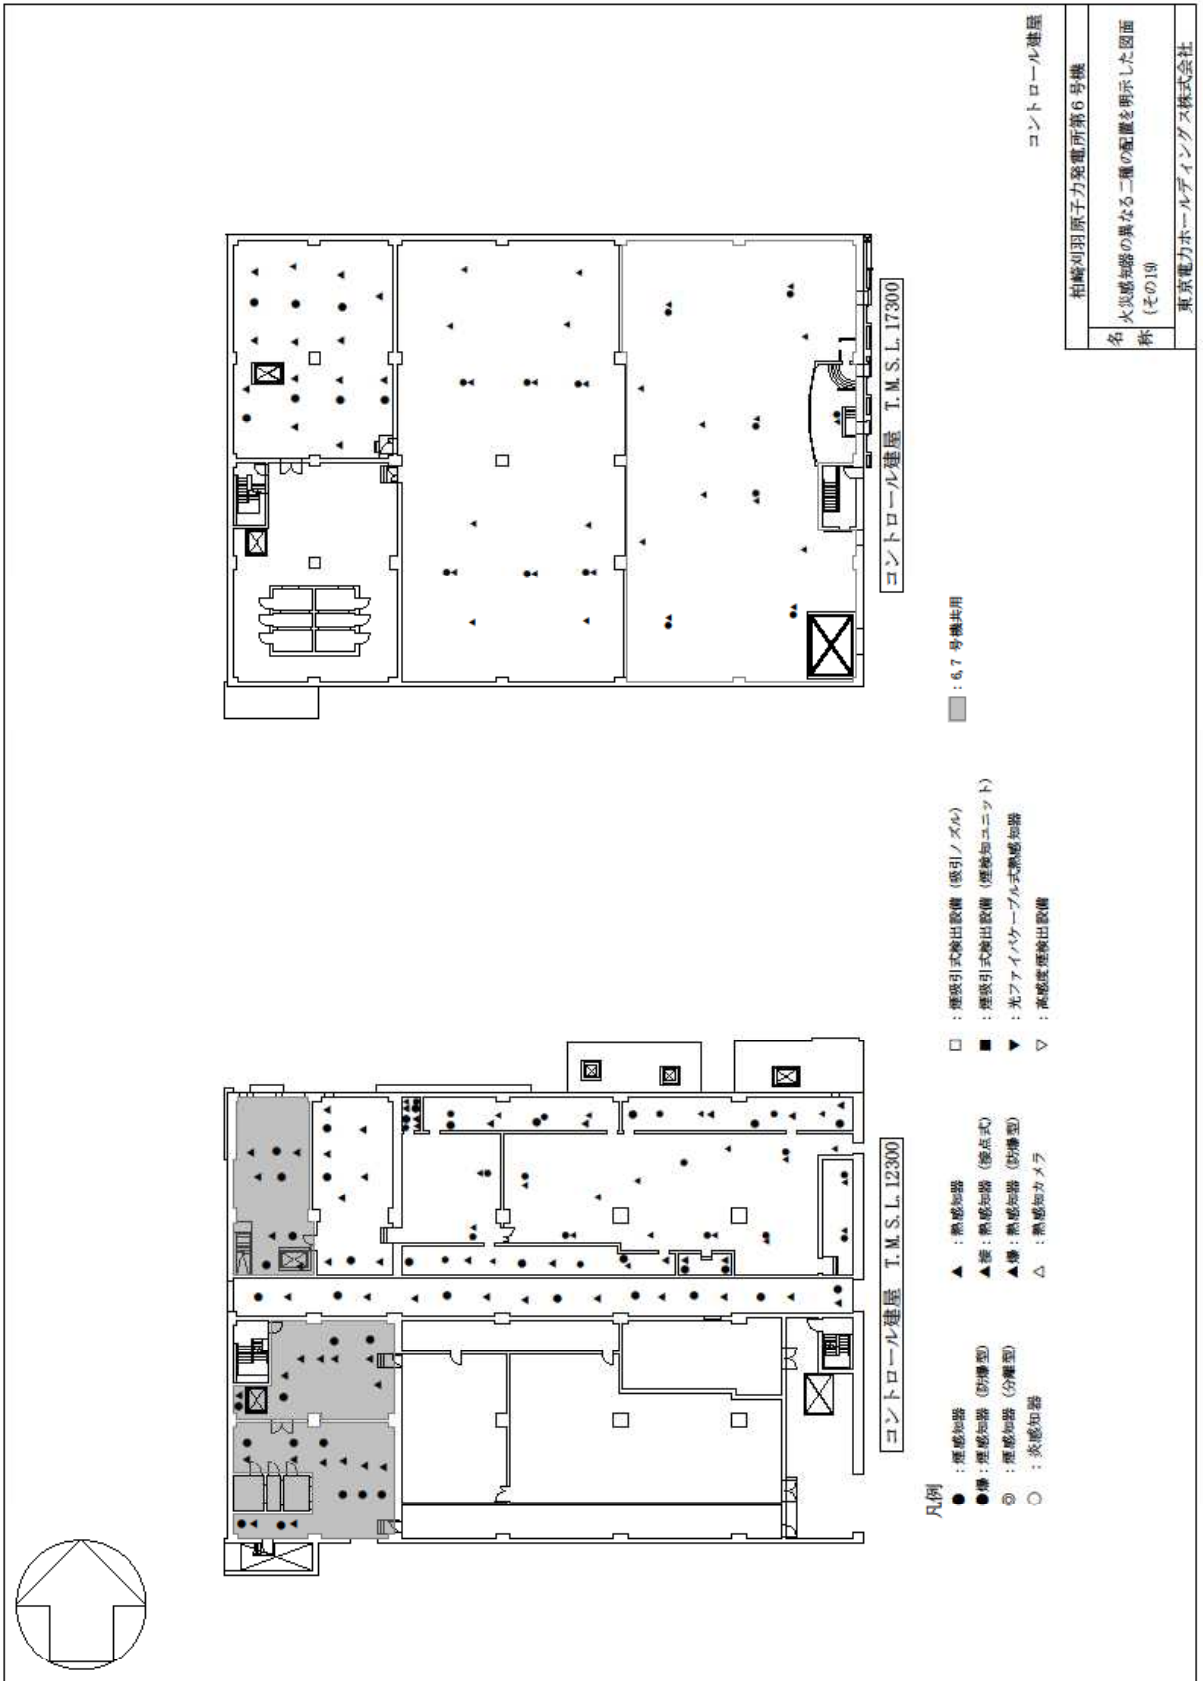 コントロール建屋 T.M.S.L.12300
コントロール建屋 T.M.S.L.17300
凡例
● : 煙感知器
●爆 : 煙感知器 (防爆型)
◎ : 煙感知器 (分離型)
○ : 炎感知器
▲ : 熱感知器
▲接 : 熱感知器 (接点式)
▲爆 : 熱感知器 (防爆型)
△ : 熱感知カメラ
□ : 煙吸引式検出設備 (吸引ノズル)
■ : 煙吸引式検出設備 (煙検知ユニット)
▼ : 光ファイバケーブル式熱感知器
▽ : 高感度煙検出設備
: 6,7 号機共用
コントロール建屋
柏崎刈羽原子力発電所第6号機
名称
火災感知器の異なる二種の配置を明示した図面
(その19)
東京電力ホールディングス株式会社